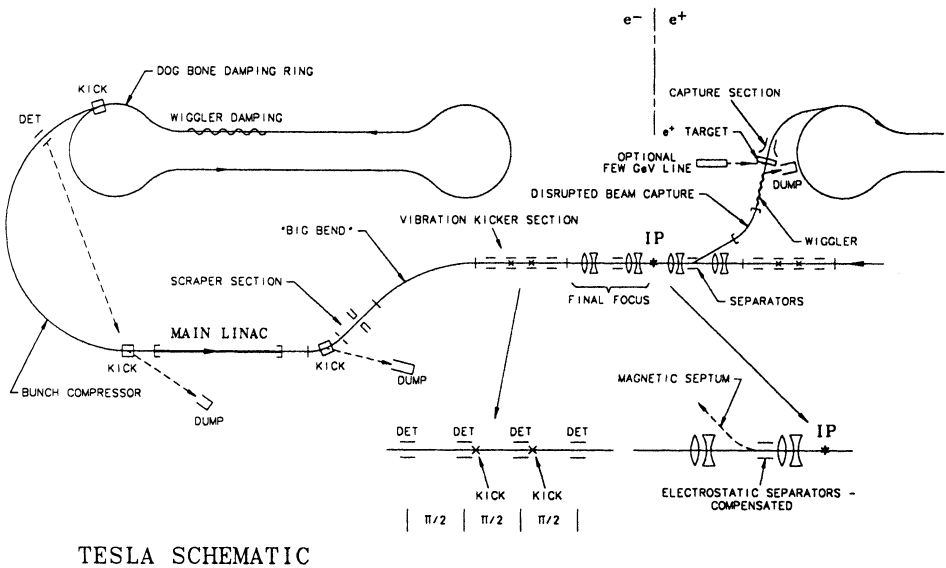 e- e+
DOG BONE DAMPING RING
KICK
CAPTURE SECTION
DET
WIGGLER DAMPING
e+ TARGET
OPTIONAL
FEW GeV LINE
DUMP
DISRUPTED BEAM CAPTURE
VIBRATION KICKER SECTION
"BIG BEND"
IP
WIGGLER
SCRAPER SECTION
FINAL FOCUS
SEPARATORS
MAIN LINAC
KICK
KICK
DUMP
BUNCH COMPRESSOR
DUMP
MAGNETIC SEPTUM
DET DET DET DET
IP
KICK KICK
ELECTROSTATIC SEPARATORS -
COMPENSATED
π/2 π/2 π/2
TESLA SCHEMATIC